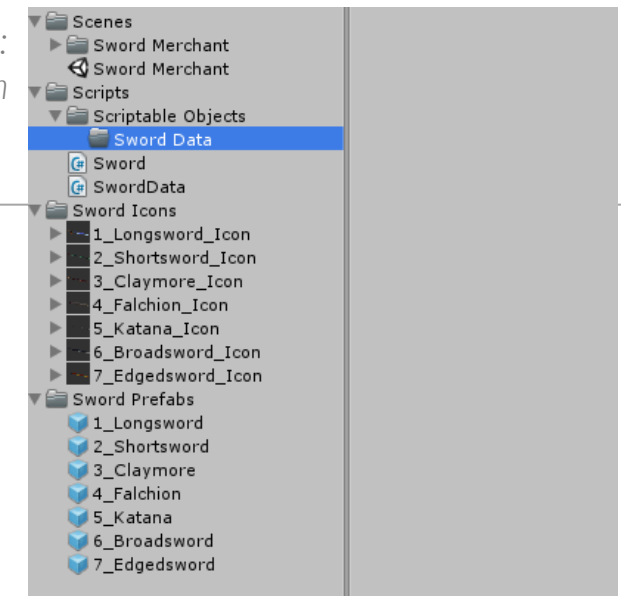 Scenes
Sword Merchant
Sword Merchant
Scripts
Scriptable Objects
Sword Data
Sword
SwordData
Sword Icons
1_Longsword_Icon
2_Shortsword_Icon
3_Claymore_Icon
4_Falchion_Icon
5_Katana_Icon
6_Broadsword_Icon
7_Edgedsword_Icon
Sword Prefabs
1_Longsword
2_Shortsword
3_Claymore
4_Falchion
5_Katana
6_Broadsword
7_Edgedsword